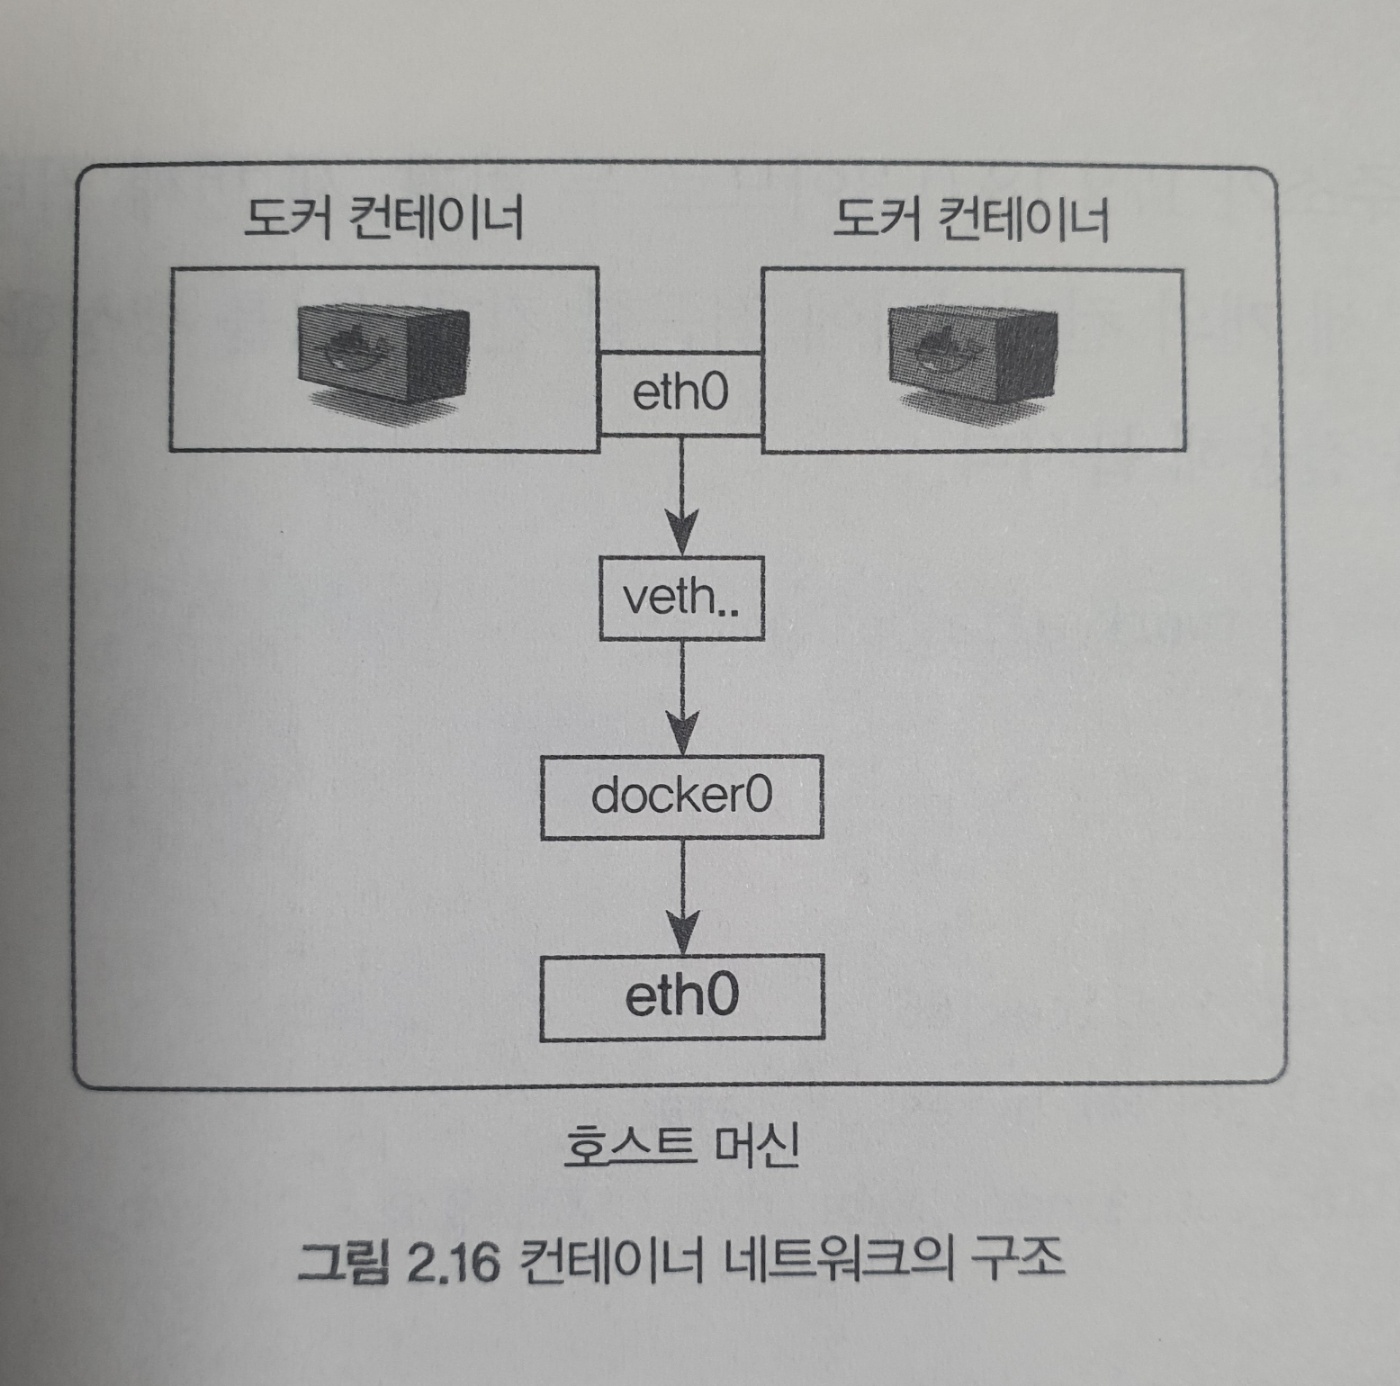 도커 컨테이너 도커 컨테이너
eth0
veth..
docker0
eth0
호스트 머신
그림 2.16 컨테이너 네트워크의 구조